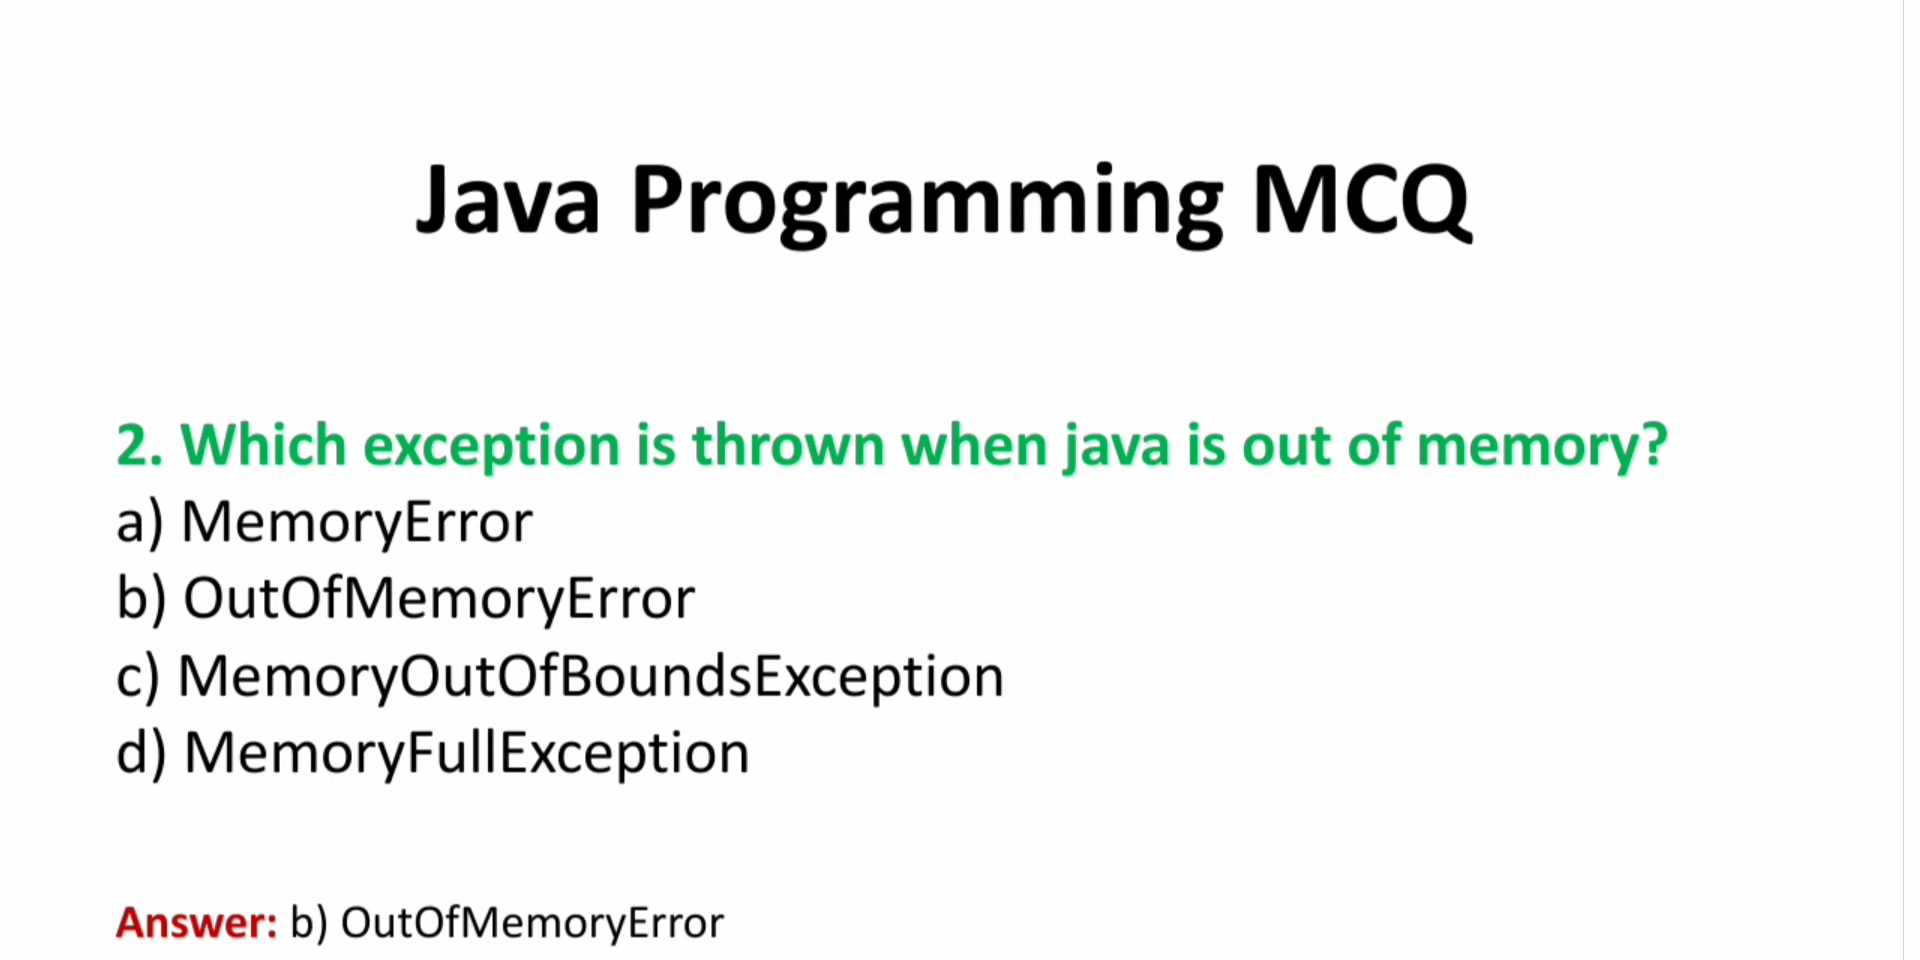 Java Programming MCQ
2. Which exception is thrown when java is out of memory?
a) MemoryError
b) OutOfMemoryError
c) MemoryOutOfBoundsException
d) MemoryFullException
Answer: b) OutOfMemoryError